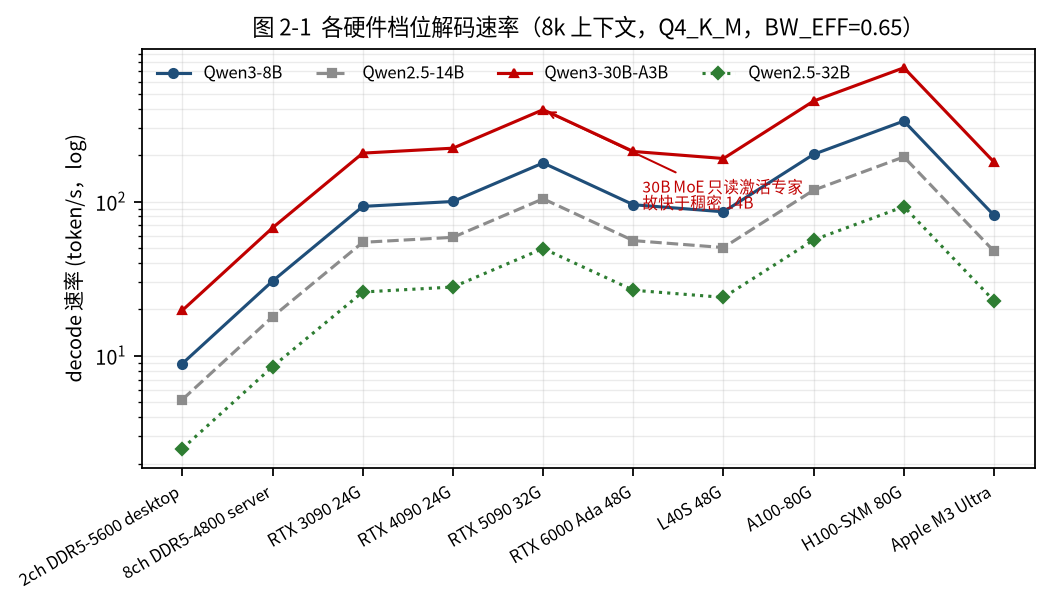 图 2-1 各硬件档位解码速率（8k 上下文，Q4_K_M，BW_EFF=0.65）
Qwen3-8B
Qwen2.5-14B
Qwen3-30B-A3B
Qwen2.5-32B
decode 速率 (token/s，log)
10²
10¹
30B MoE 只读激活专家
故快于稠密 14B
2ch DDR5-5600 desktop
8ch DDR5-4800 server
RTX 3090 24G
RTX 4090 24G
RTX 5090 32G
RTX 6000 Ada 48G
L40S 48G
A100-80G
H100-SXM 80G
Apple M3 Ultra